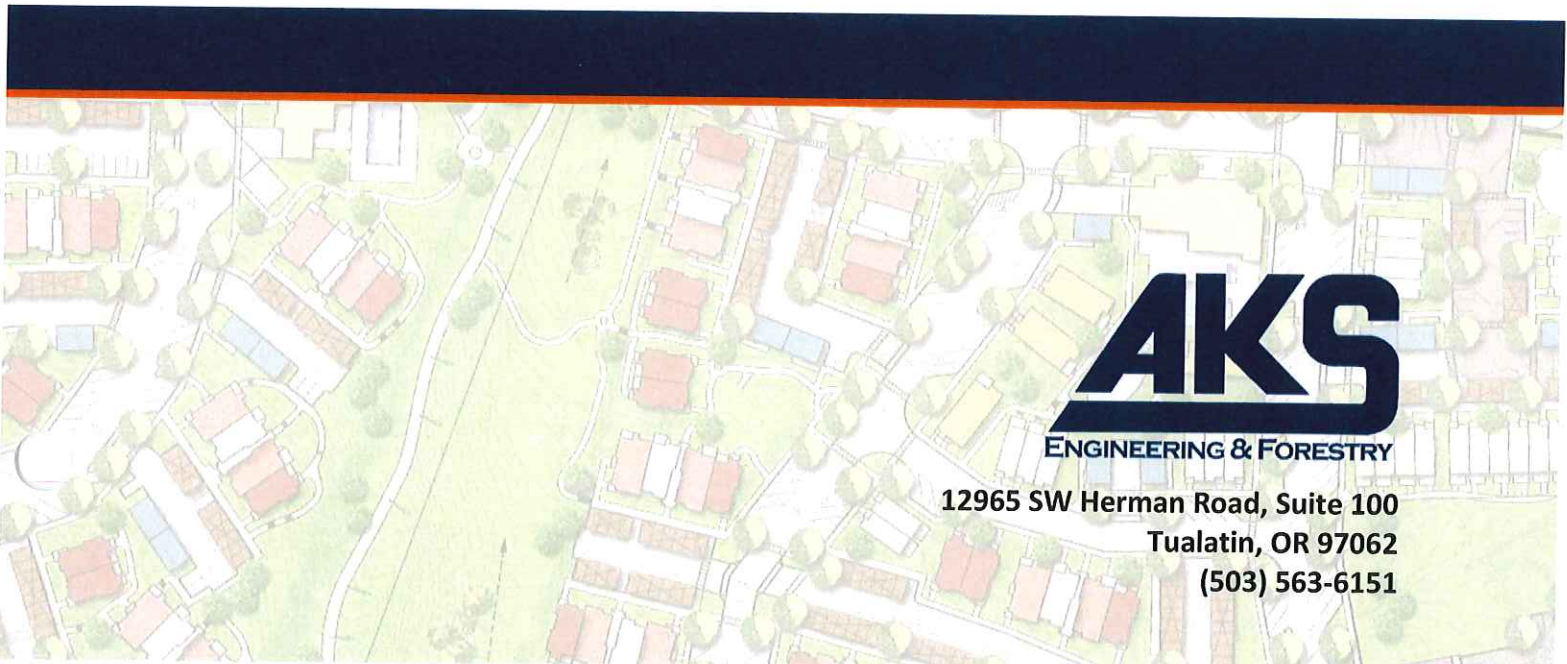 AKS
ENGINEERING & FORESTRY
12965 SW Herman Road, Suite 100
Tualatin, OR 97062
(503) 563-6151